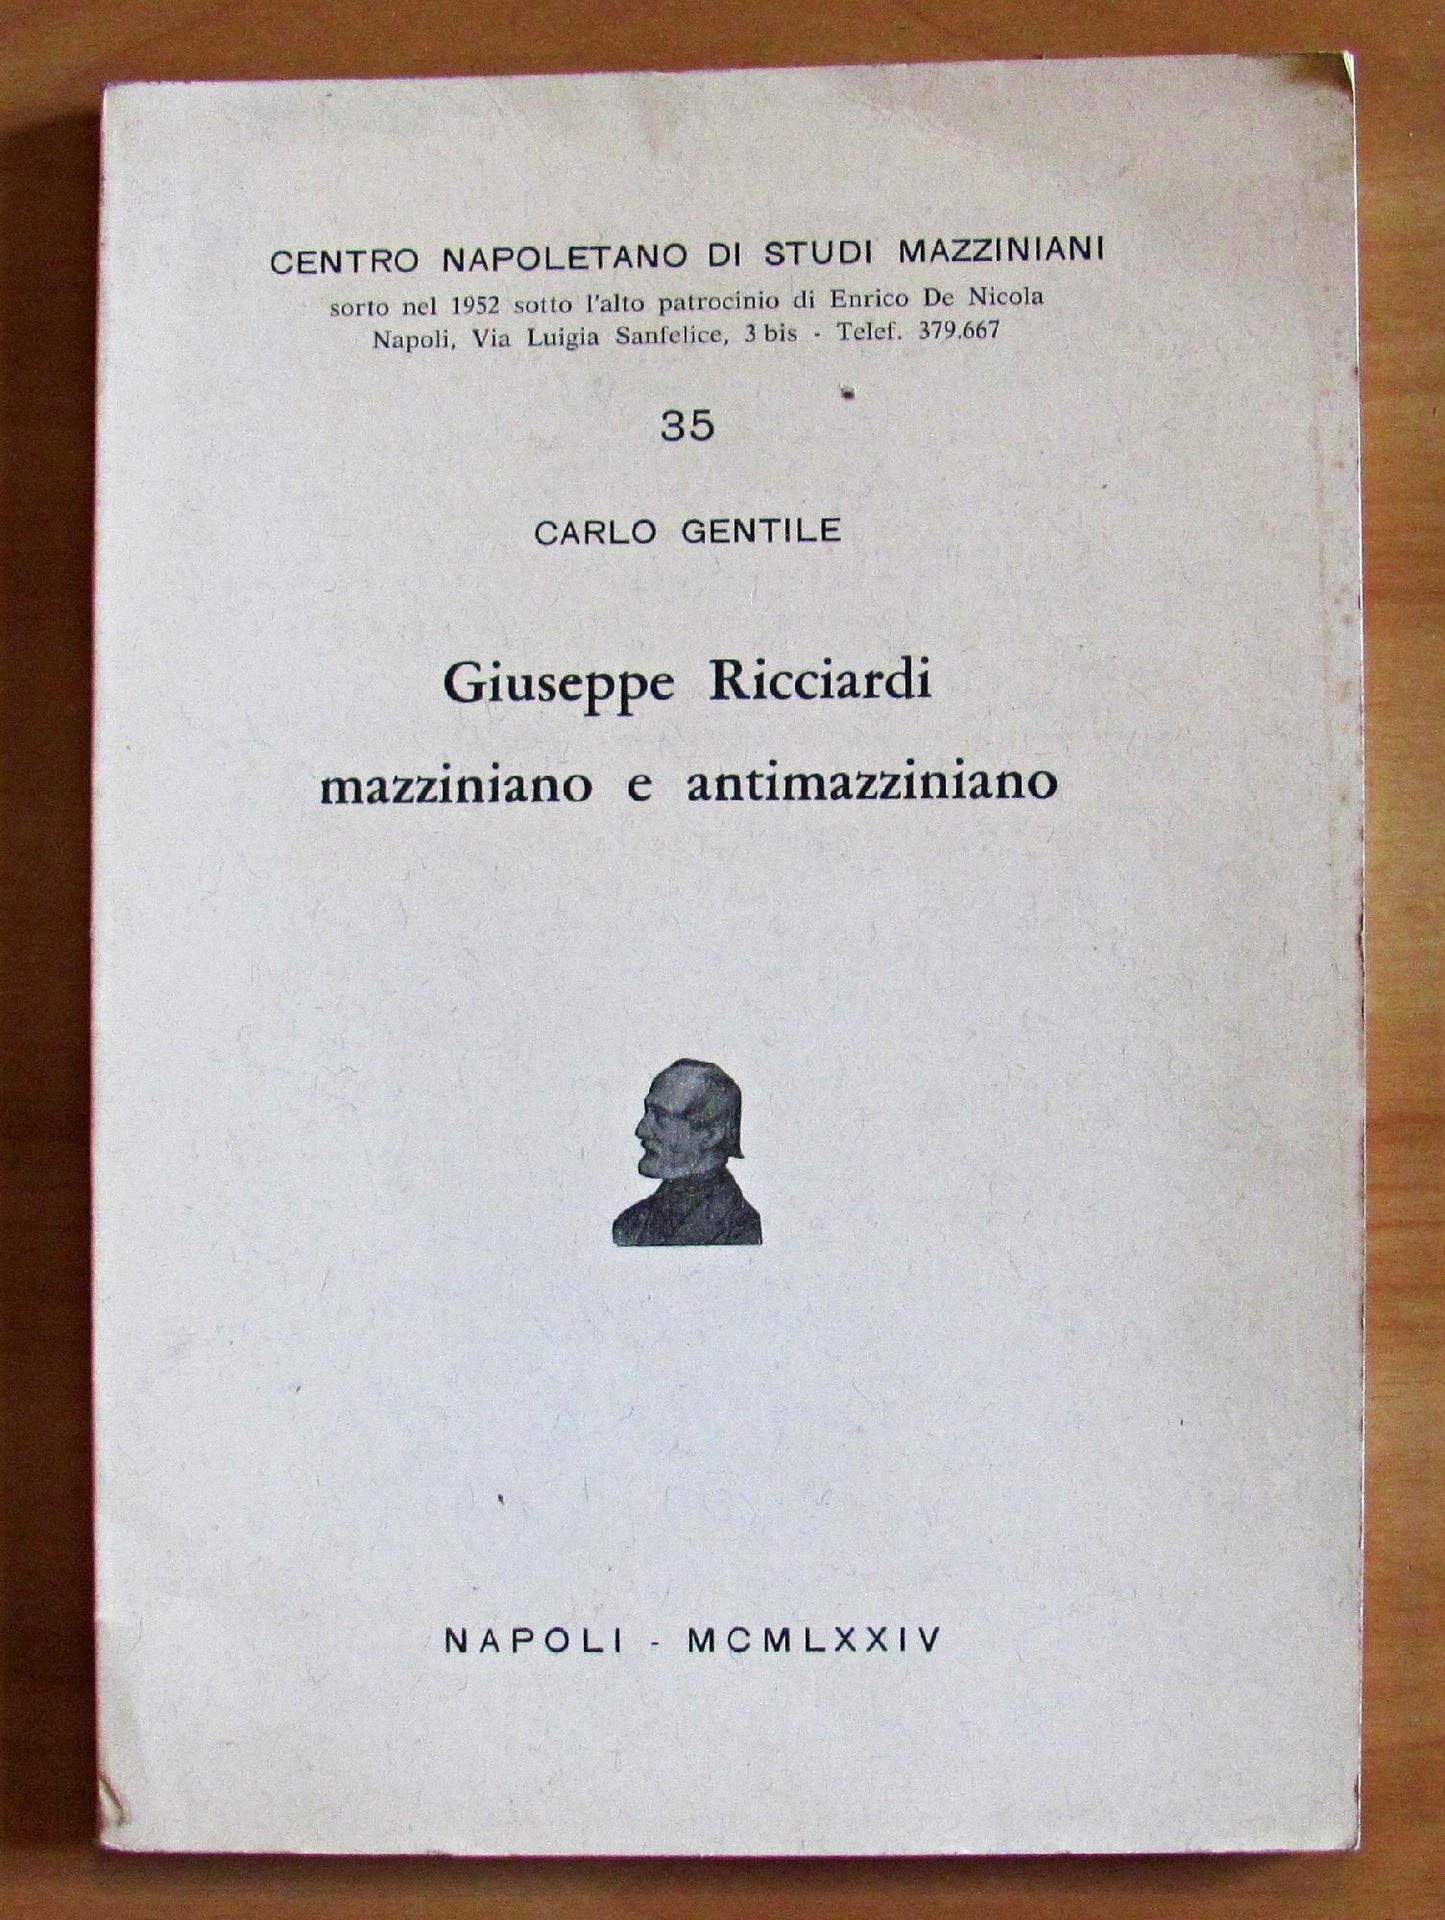 CENTRO NAPOLETANO DI STUDI MAZZINIANI
sorto nel 1952 sotto l'alto patrocinio di Enrico De Nicola
Napoli, Via Luigia Sanfelice, 3 bis - Telef. 379.667
35
CARLO GENTILE
Giuseppe Ricciardi
mazziniano e antimazziniano
NAPOLI - MCMLXXIV